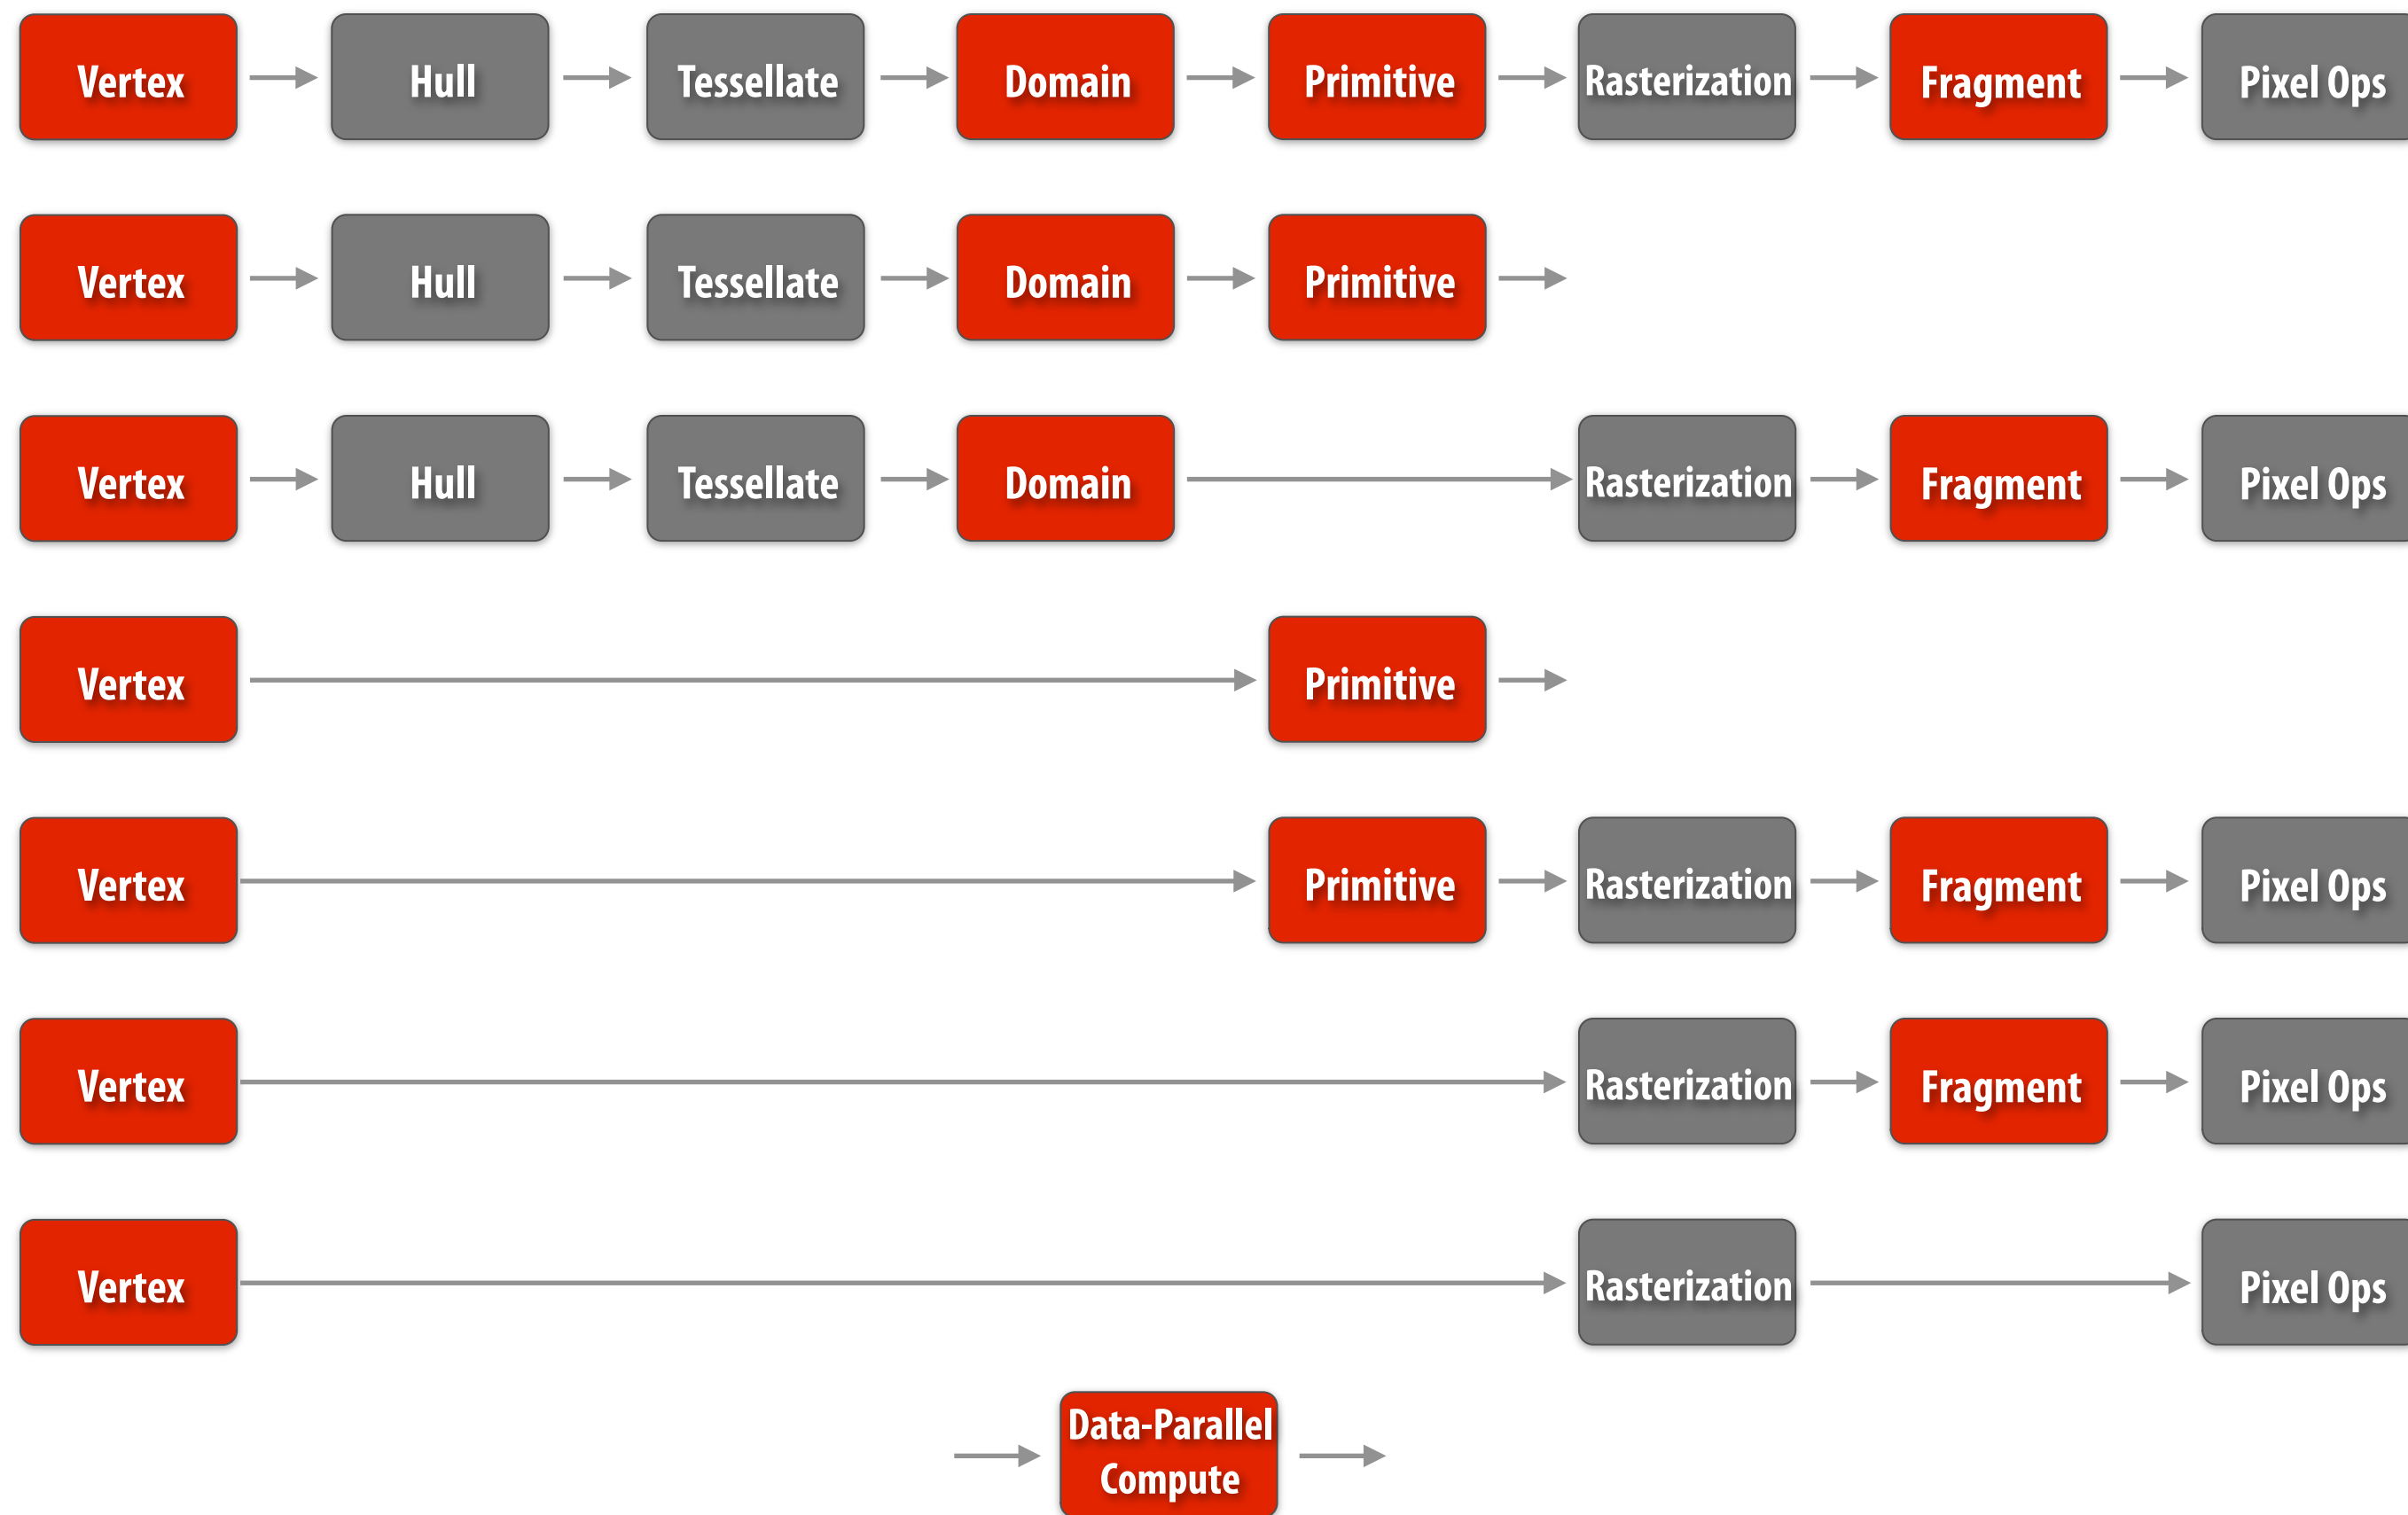 Vertex Hull Tessellate Domain Primitive Rasterization Fragment Pixel Ops
Vertex Hull Tessellate Domain Primitive
Vertex Hull Tessellate Domain Rasterization Fragment Pixel Ops
Vertex Primitive
Vertex Primitive Rasterization Fragment Pixel Ops
Vertex Rasterization Fragment Pixel Ops
Vertex Rasterization Pixel Ops
Data-Parallel
Compute